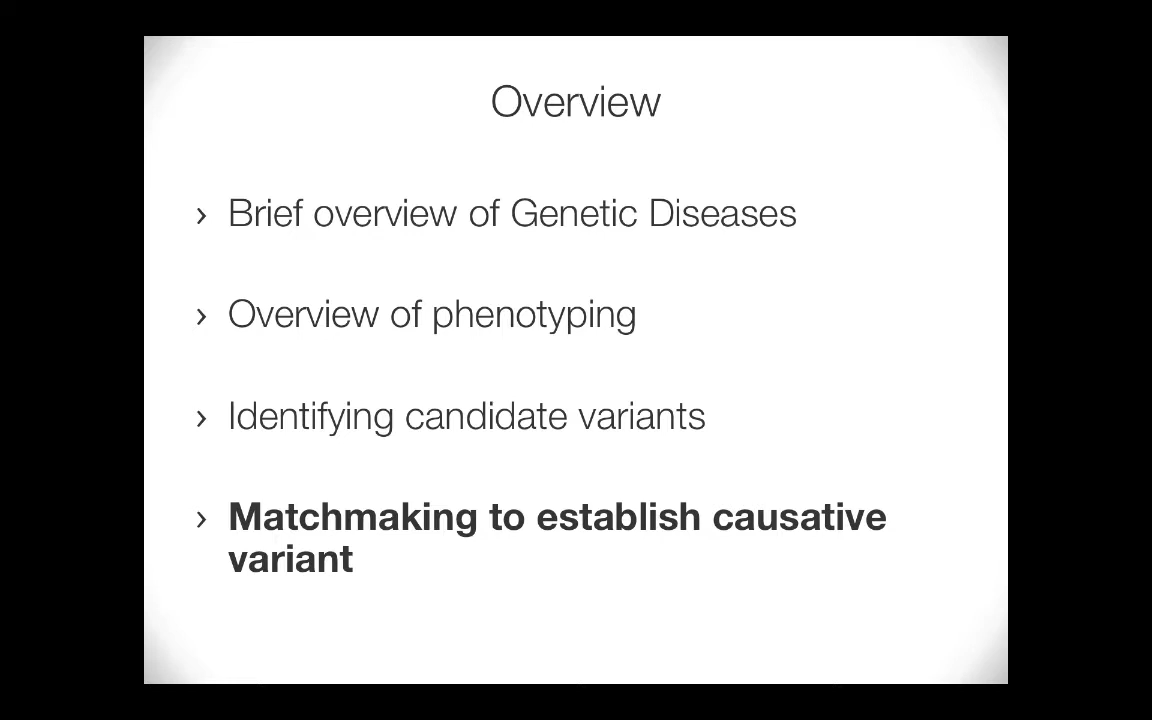 Overview
› Brief overview of Genetic Diseases
› Overview of phenotyping
› Identifying candidate variants
› Matchmaking to establish causative
variant